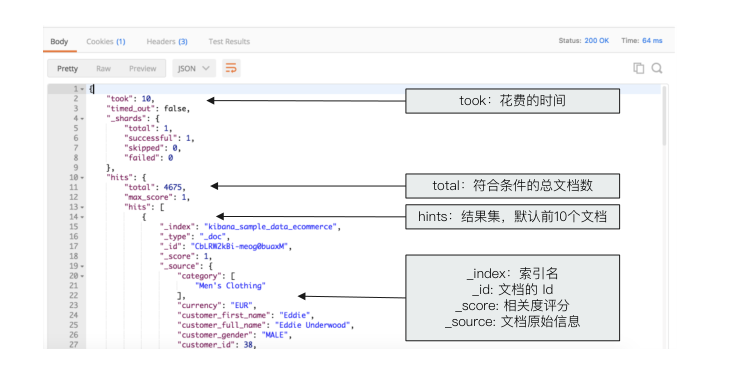 Body Cookies (1) Headers (3) Test Results Status: 200 OK Time: 64 ms
Pretty Raw Preview JSON
1 {
2 "took": 10,
took：花费的时间
3 "timed_out": false,
4 "_shards": {
5 "total": 1,
6 "successful": 1,
7 "skipped": 0,
8 "failed": 0
9 },
10 "hits": {
11 "total": 4675,
total：符合条件的总文档数
12 "max_score": 1,
13 "hits": [
14 {
hints：结果集，默认前10个文档
15 "_index": "kibana_sample_data_ecommerce",
16 "_type": "_doc",
17 "_id": "CbLRWZkBi-meog0buaxM",
18 "_score": 1,
19 "_source": {
20 "category": [
21 "Men's Clothing"
22 ],
23 "currency": "EUR",
24 "customer_first_name": "Eddie",
25 "customer_full_name": "Eddie Underwood",
26 "customer_gender": "MALE",
27 "customer_id": 38,
_index：索引名
_id: 文档的 Id
_score: 相关度评分
_source: 文档原始信息